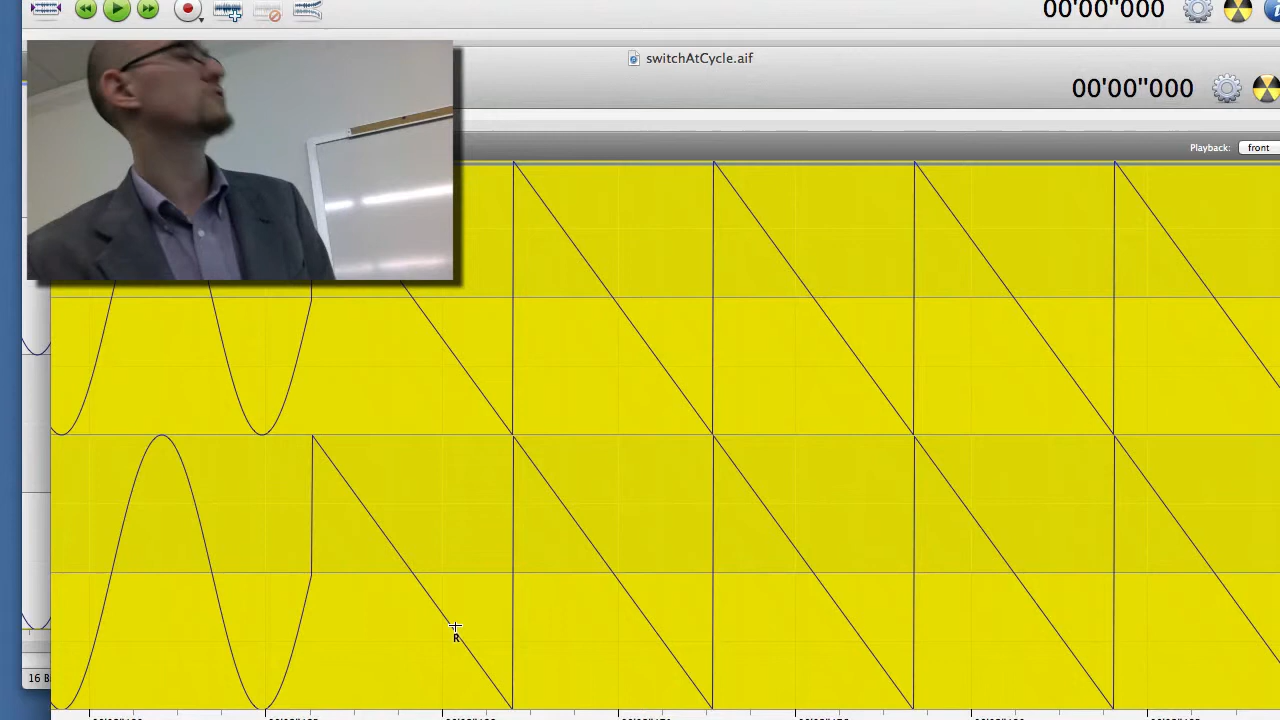 00'00"000
switchAtCycle.aif
00'00"000
Playback: front
R
16 B